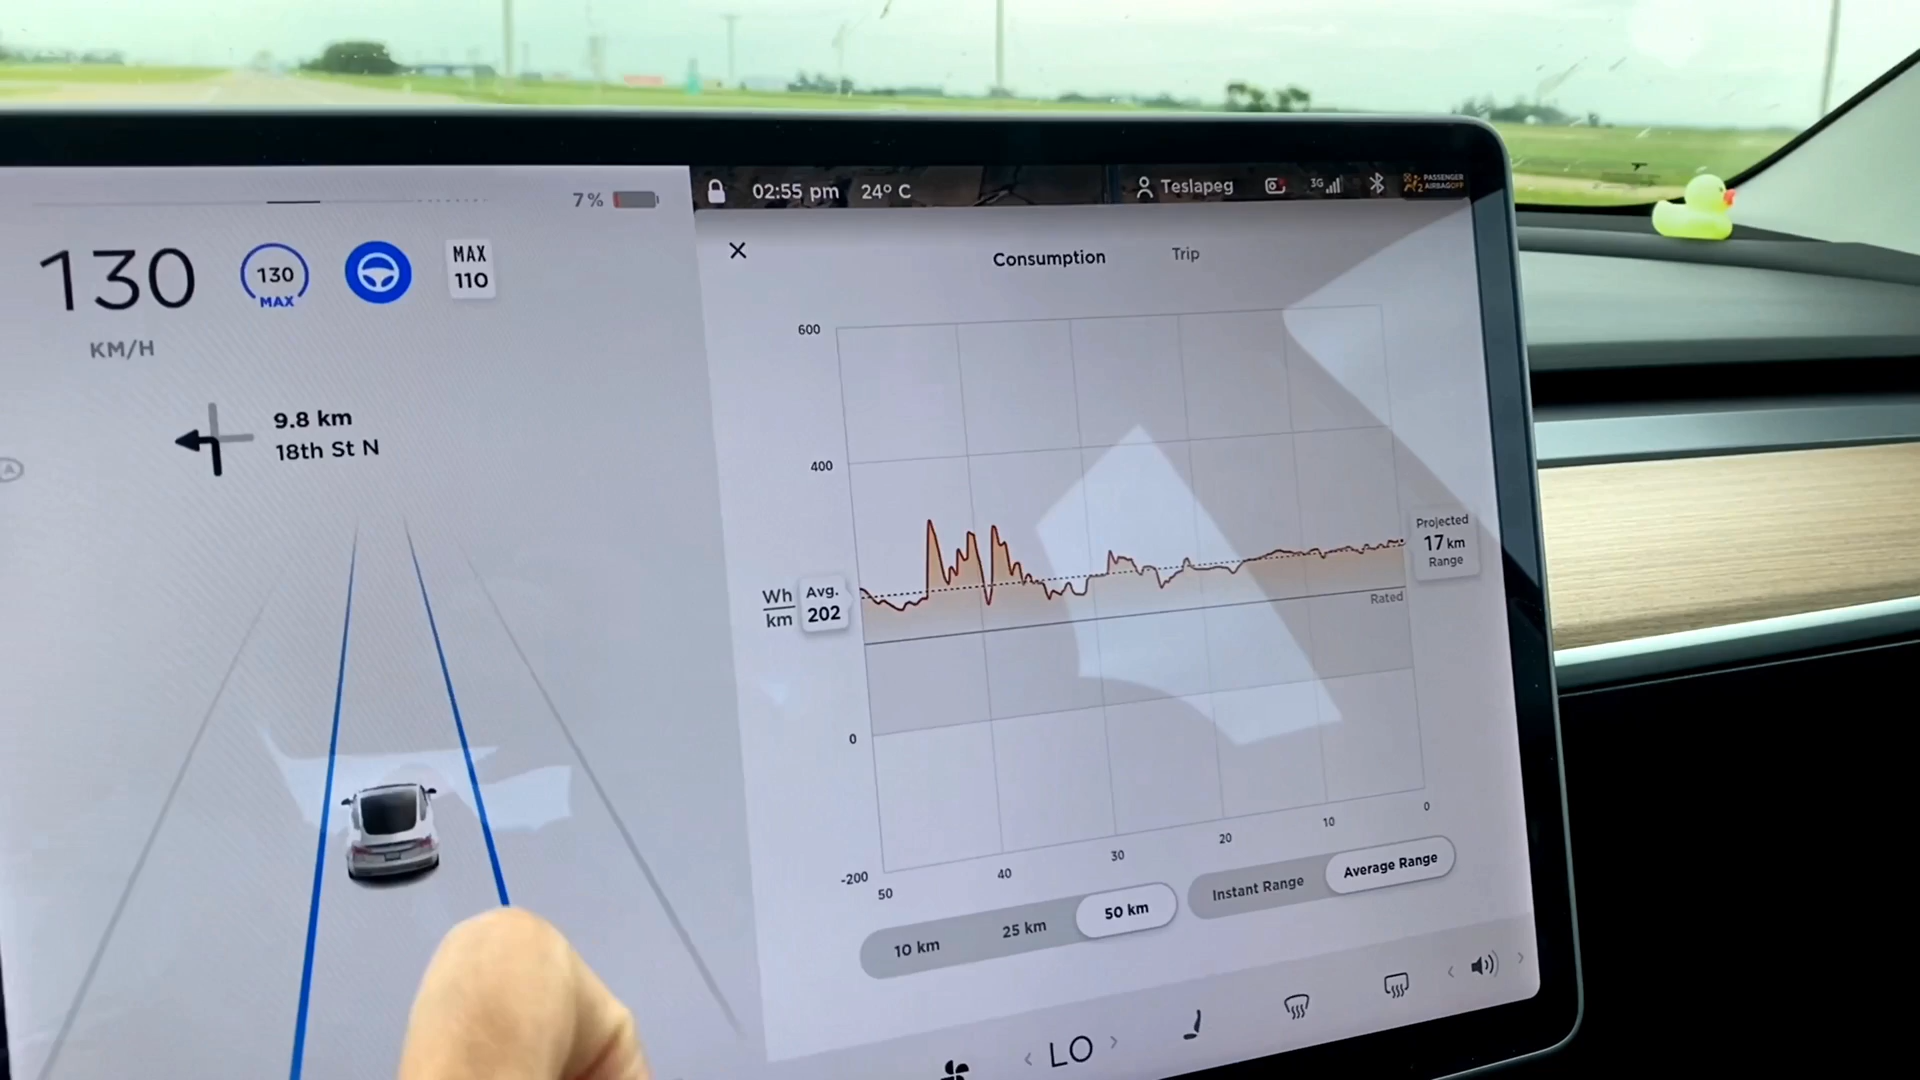 7 %
02:55 pm 24° C
Teslapeg
3G
PASSENGER
AIRBAG OFF
130
KM/H
130
MAX
MAX
110
9.8 km
18th St N
A
Consumption Trip
600
400
0
-200
Wh
km
Avg.
202
Projected
17 km
Range
Rated
50 40 30 20 10 0
10 km 25 km 50 km
Instant Range Average Range
LO